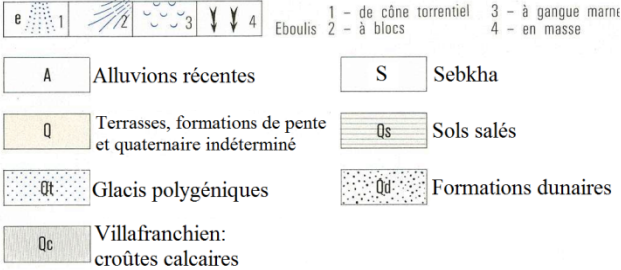 e 1 2 3 4 Eboulis 1 - de cône torrentiel 3 - à gangue marne
2 - à blocs 4 - en masse
A Alluvions récentes S Sebkha
Q Terrasses, formations de pente
et quaternaire indéterminé
Qs Sols salés
Qt Glacis polygéniques Qd Formations dunaires
Qc Villafranchien:
croûtes calcaires